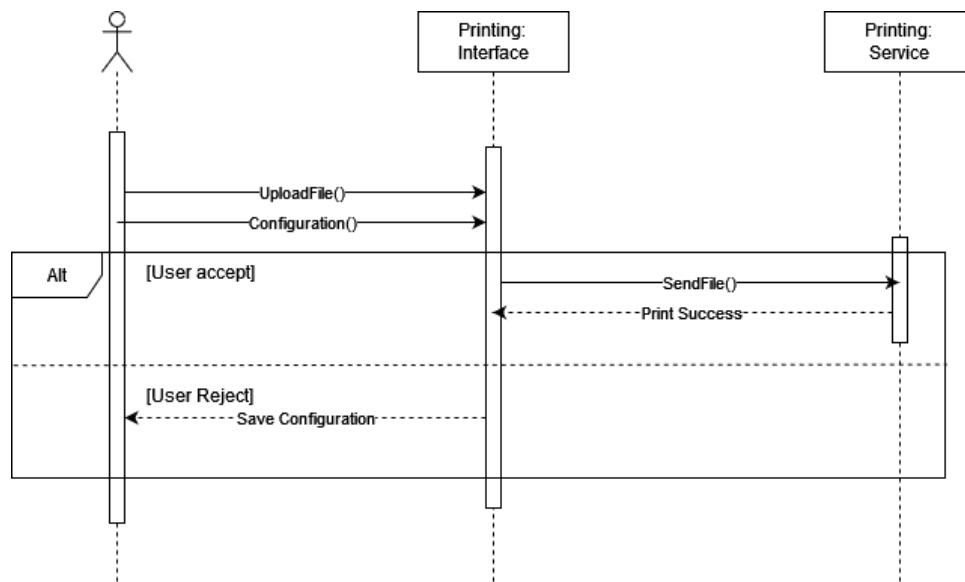 Printing:
Interface
Printing:
Service
UploadFile()
Configuration()
Alt
[User accept]
SendFile()
Print Success
[User Reject]
Save Configuration